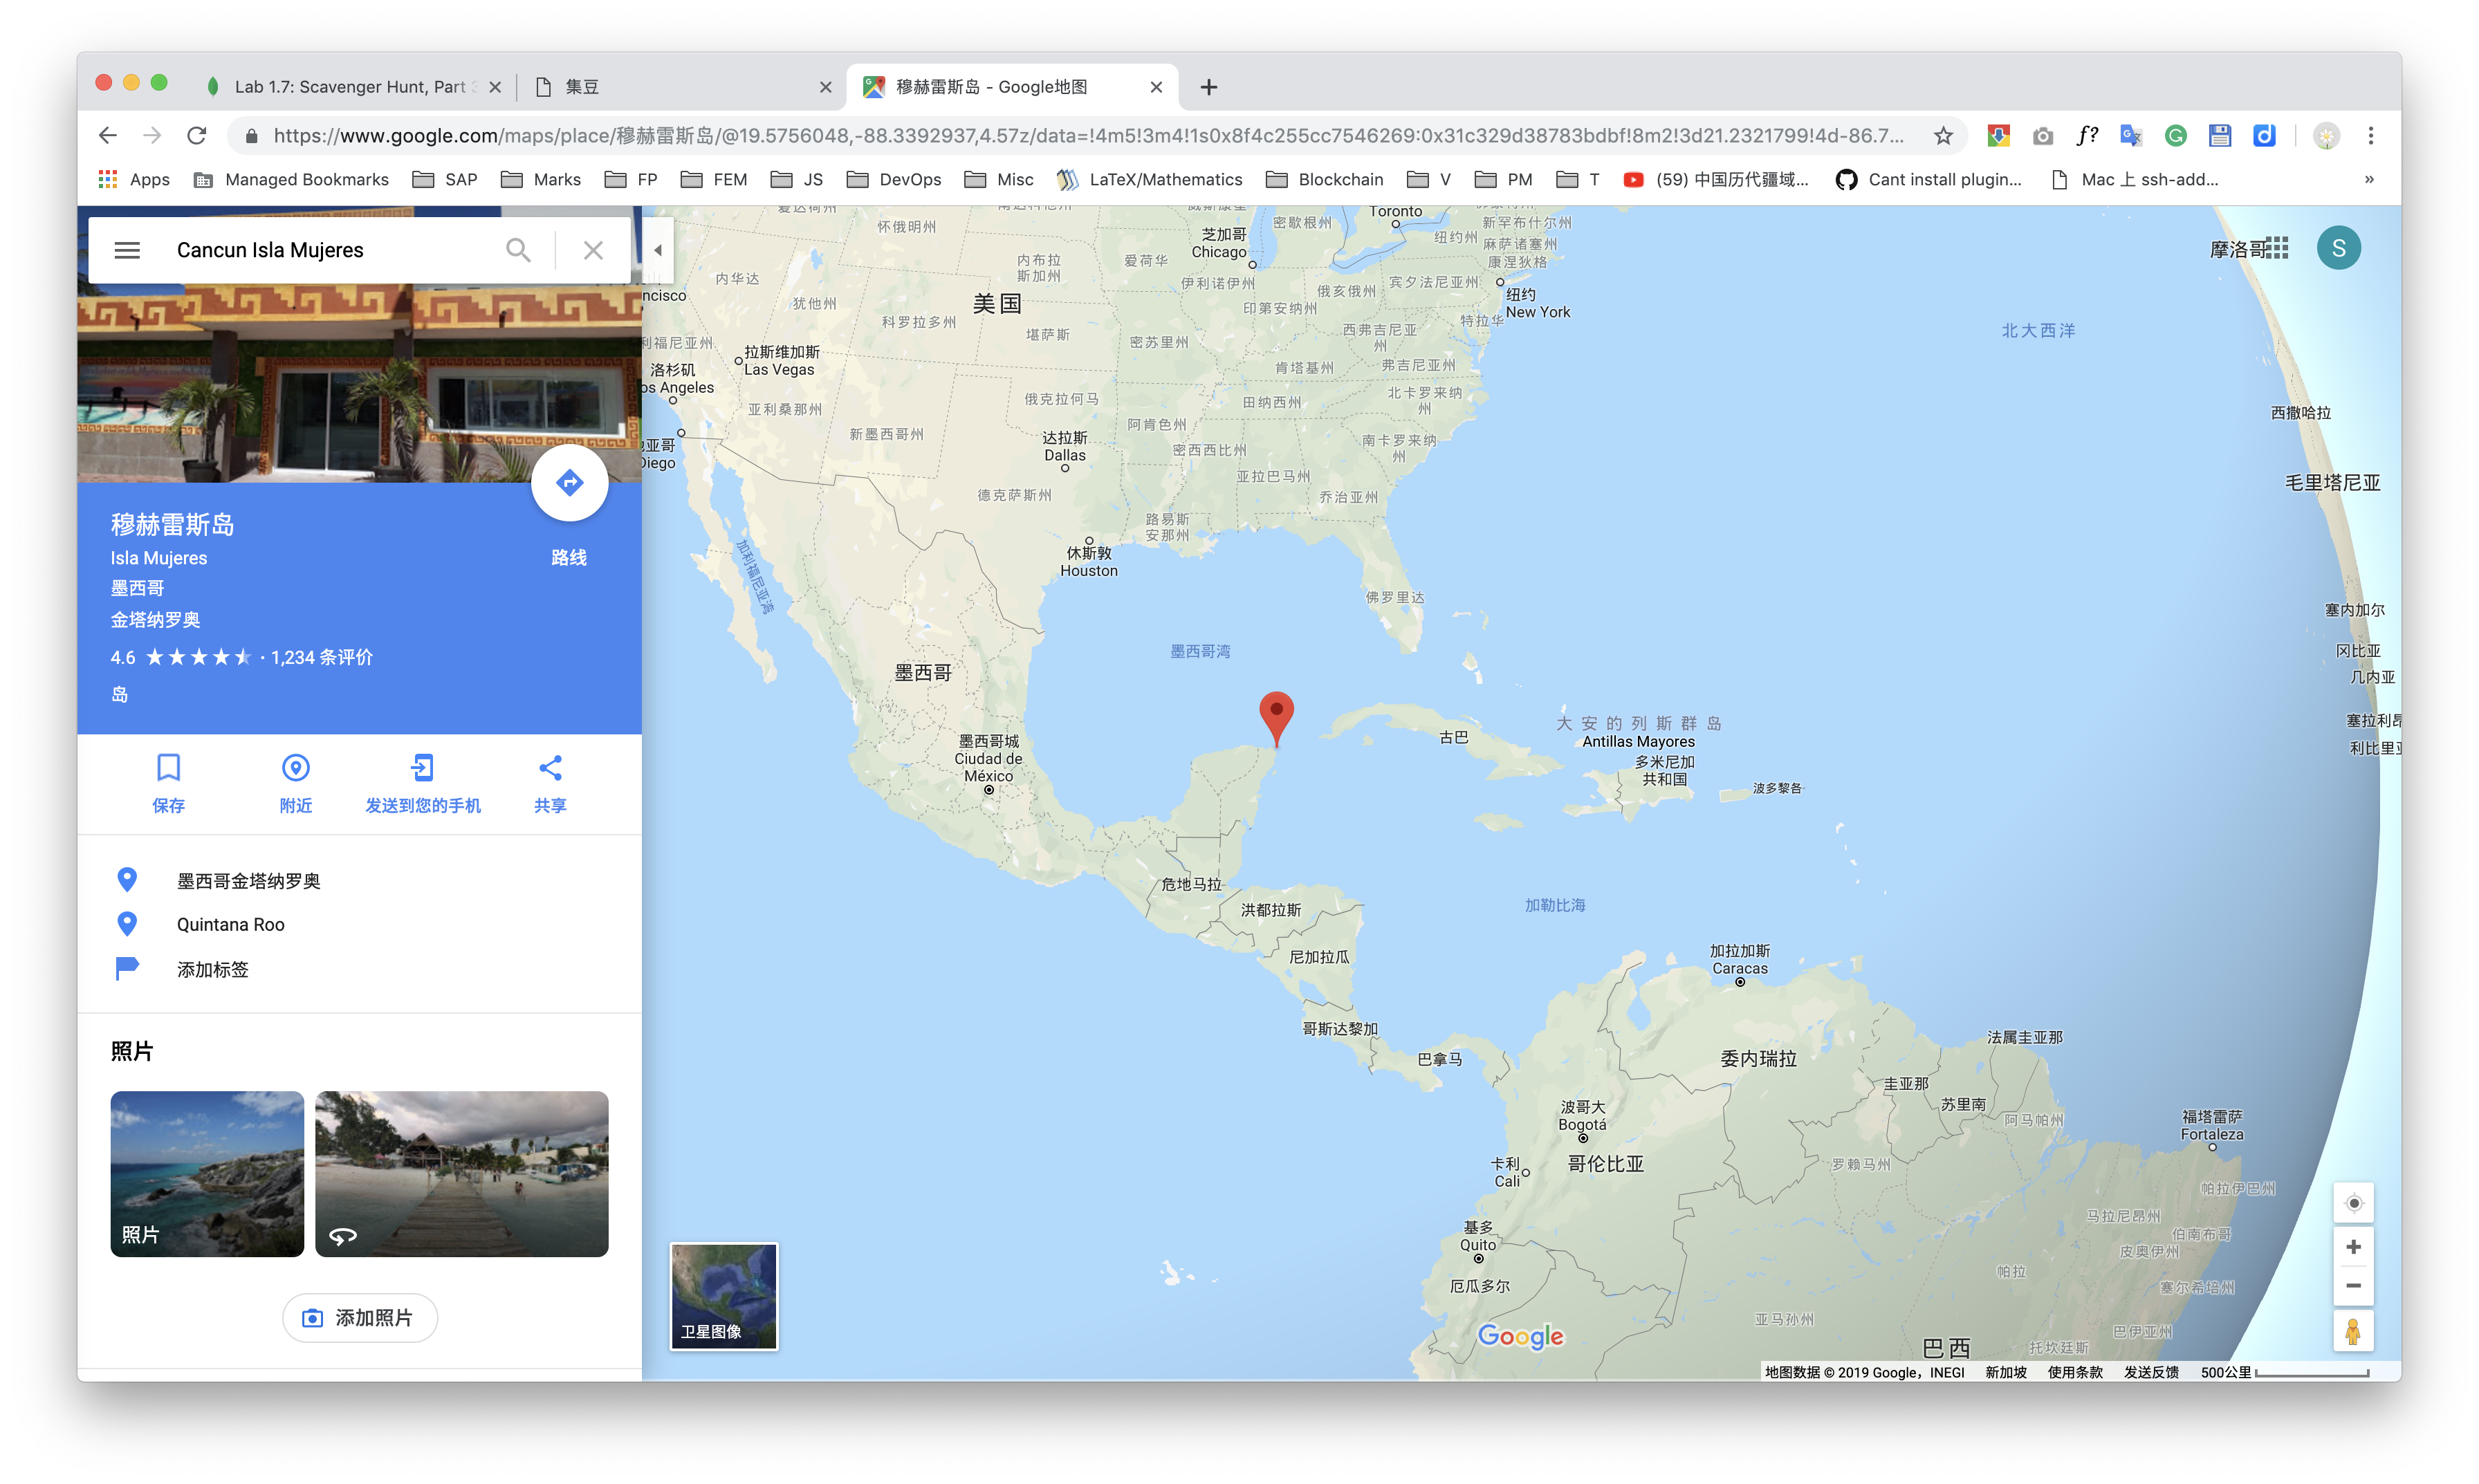 Lab 1.7: Scavenger Hunt, Part
集豆
穆赫雷斯岛 - Google地图
https://www.google.com/maps/place/穆赫雷斯岛/@19.5756048,-88.3392937,4.57z/data=!4m5!3m4!1s0x8f4c255cc7546269:0x31c329d38783bdbf!8m2!3d21.2321799!4d-86.7...
Apps
Managed Bookmarks
SAP
Marks
FP
FEM
JS
DevOps
Misc
LaTeX/Mathematics
Blockchain
V
PM
T
(59) 中国历代疆域...
Cant install plugin...
Mac 上 ssh-add...
»
Cancun Isla Mujeres
穆赫雷斯岛
Isla Mujeres
墨西哥
金塔纳罗奥
4.6 ★★★★ · 1,234 条评价
岛
路线
保存
附近
发送到您的手机
共享
墨西哥金塔纳罗奥
Quintana Roo
添加标签
照片
照片
添加照片
Toronto
密歇根州
新罕布什尔州
纽约州
麻萨诸塞州
康涅狄格
怀俄明州
芝加哥
Chicago
内布拉
斯加州
爱荷华
内华达
犹他州
伊利诺伊州
俄亥俄州
宾夕法尼亚州
纽约
New York
美国
科罗拉多州
堪萨斯
印第安纳州
特拉华
西弗吉尼亚
州
密苏里州
肯塔基州
弗吉尼亚州
拉斯维加斯
Las Vegas
洛杉矶
os Angeles
利福尼亚州
ncisco
亚利桑那州
新墨西哥州
俄克拉何马
田纳西州
北卡罗来纳
州
阿肯色州
达拉斯
Dallas
密西西比州
南卡罗来纳
州
亚拉巴马州
乔治亚州
亚哥
Diego
德克萨斯州
路易斯
安那州
休斯敦
Houston
加利福尼亚湾
佛罗里达
墨西哥湾
墨西哥
墨西哥城
Ciudad de
México
古巴
大安的列斯群岛
Antillas Mayores
多米尼加
共和国
波多黎各
危地马拉
洪都拉斯
尼加拉瓜
加勒比海
哥斯达黎加
巴拿马
加拉加斯
Caracas
委内瑞拉
法属圭亚那
圭亚那
苏里南
阿马帕州
波哥大
Bogotá
哥伦比亚
卡利
Cali
罗赖马州
基多
Quito
厄瓜多尔
福塔雷萨
Fortaleza
帕拉伊巴州
马拉尼昂州
伯南布哥
皮奥伊州
帕拉
塞尔希培州
亚马孙州
巴伊亚州
托坎廷斯
巴西
北大西洋
摩洛哥
S
西撒哈拉
毛里塔尼亚
塞内加尔
冈比亚
几内亚
塞拉利昂
利比里亚
卫星图像
Google
地图数据 © 2019 Google，INEGI 新加坡 使用条款 发送反馈 500公里